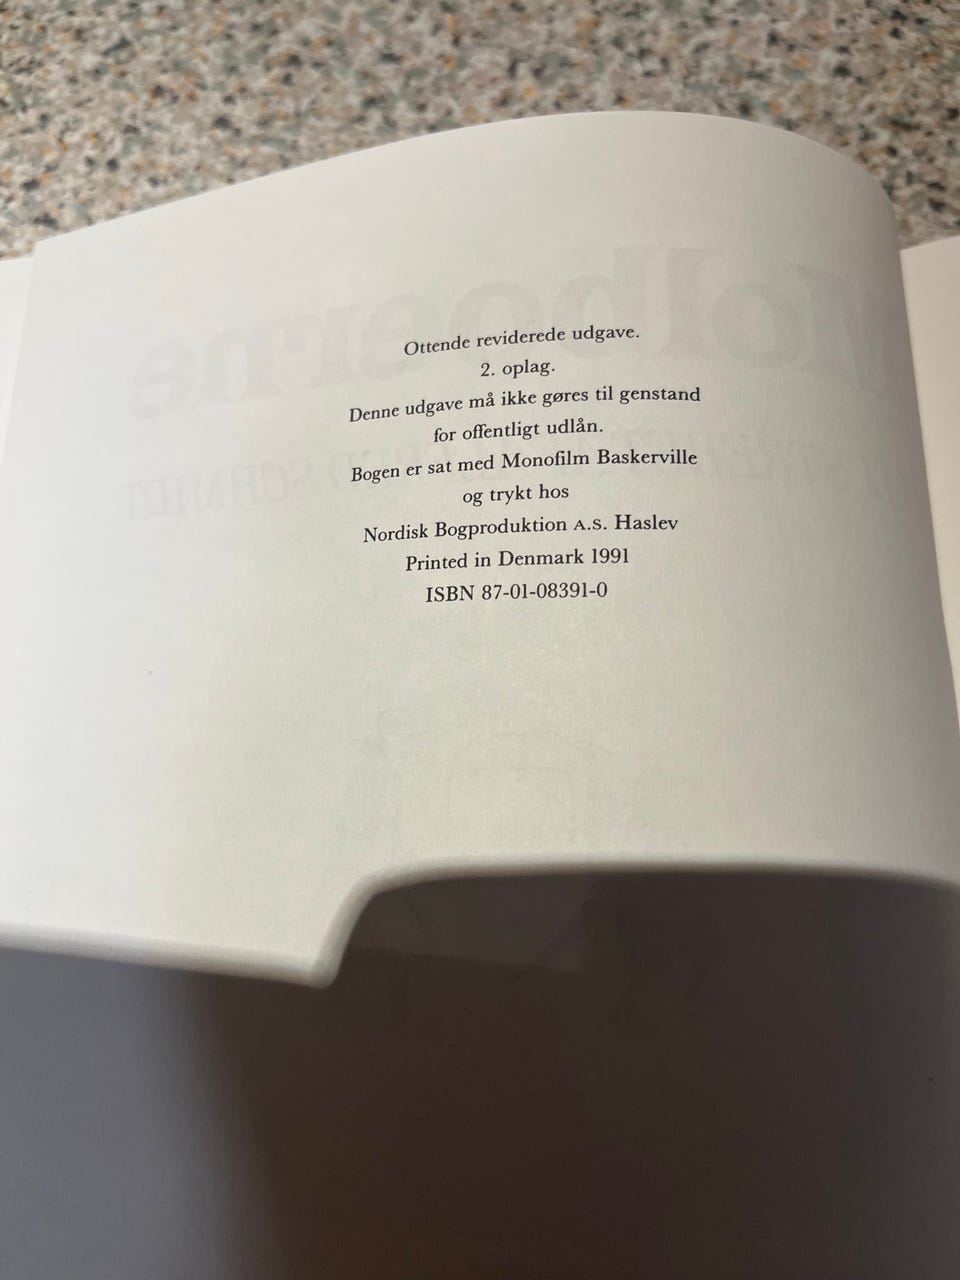 Ottende reviderede udgave.
2. oplag.
Denne udgave må ikke gøres til genstand
for offentligt udlån.
Bogen er sat med Monofilm Baskerville
og trykt hos
Nordisk Bogproduktion A.S. Haslev
Printed in Denmark 1991
ISBN 87-01-08391-0